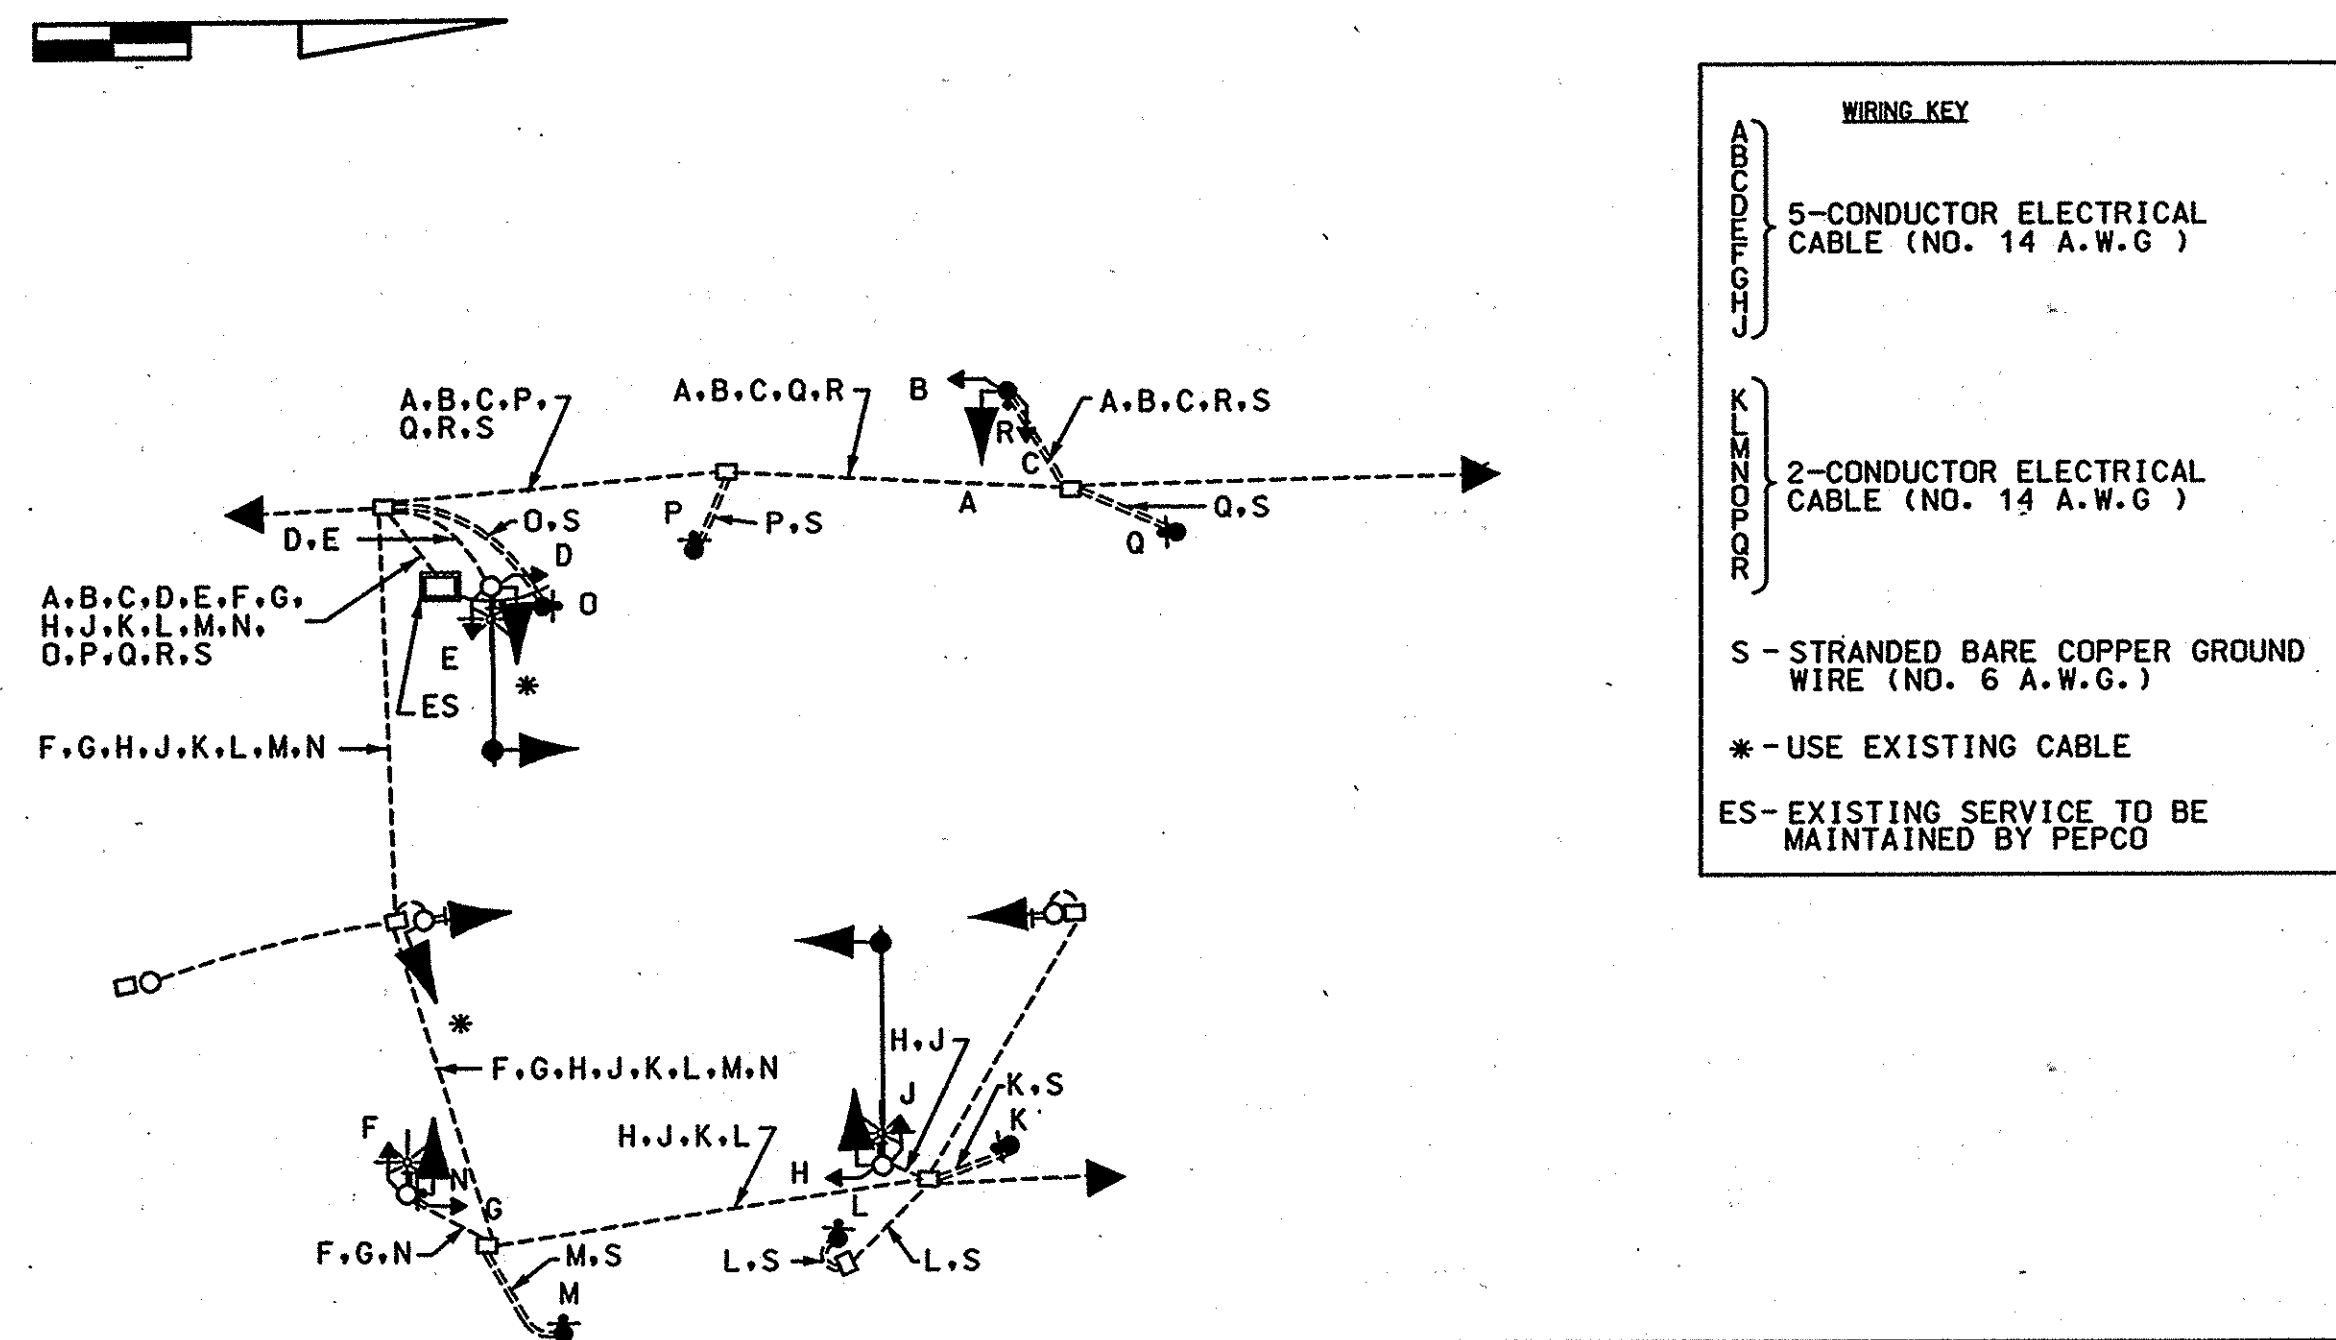 WIRING KEY
A
B
C
D
E
F
G
H
J
5-CONDUCTOR ELECTRICAL
CABLE (NO. 14 A.W.G )
K
L
M
N
O
P
Q
R
2-CONDUCTOR ELECTRICAL
CABLE (NO. 14 A.W.G )
S - STRANDED BARE COPPER GROUND
WIRE (NO. 6 A.W.G.)
* - USE EXISTING CABLE
ES- EXISTING SERVICE TO BE
MAINTAINED BY PEPCO
A,B,C,P,
Q,R,S
A,B,C,Q,R
B
A,B,C,R,S
R
C
A
P
P,S
Q,S
Q
O,S
D,E
D
O
A,B,C,D,E,F,G,
H,J,K,L,M,N,
O,P,Q,R,S
E
*
ES
F,G,H,J,K,L,M,N
*
F,G,H,J,K,L,M,N
H,J
K,S
J
K
F
H,J,K,L
H
N
G
L
F,G,N
M,S
L,S
L,S
M